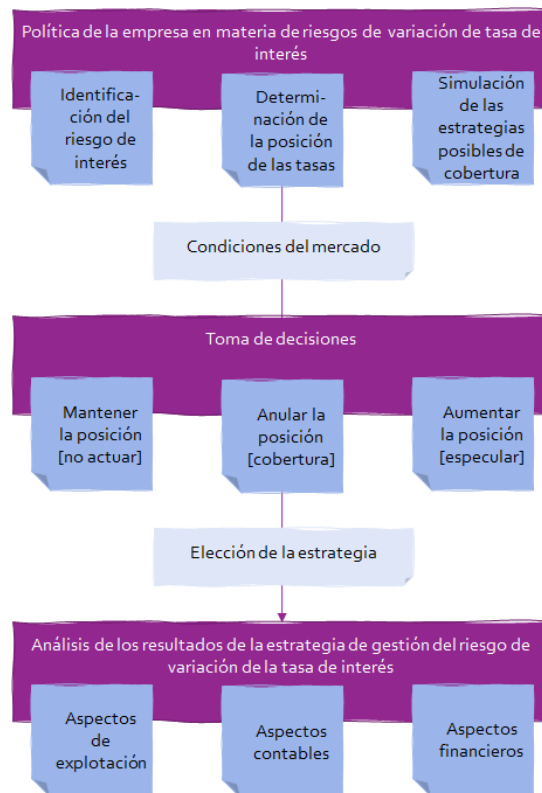 Política de la empresa en materia de riesgos de variación de tasa de
interés
Identifica-
ción del
riesgo de
interés
Determi-
nación de
la posición
de las tasas
Simulación
de las
estrategias
posibles de
cobertura
Condiciones del mercado
Toma de decisiones
Mantener
la posición
[no actuar]
Anular la
posición
[cobertura]
Aumentar
la posición
[especular]
Elección de la estrategia
Análisis de los resultados de la estrategia de gestión del riesgo de
variación de la tasa de interés
Aspectos
de
explotación
Aspectos
contables
Aspectos
financieros